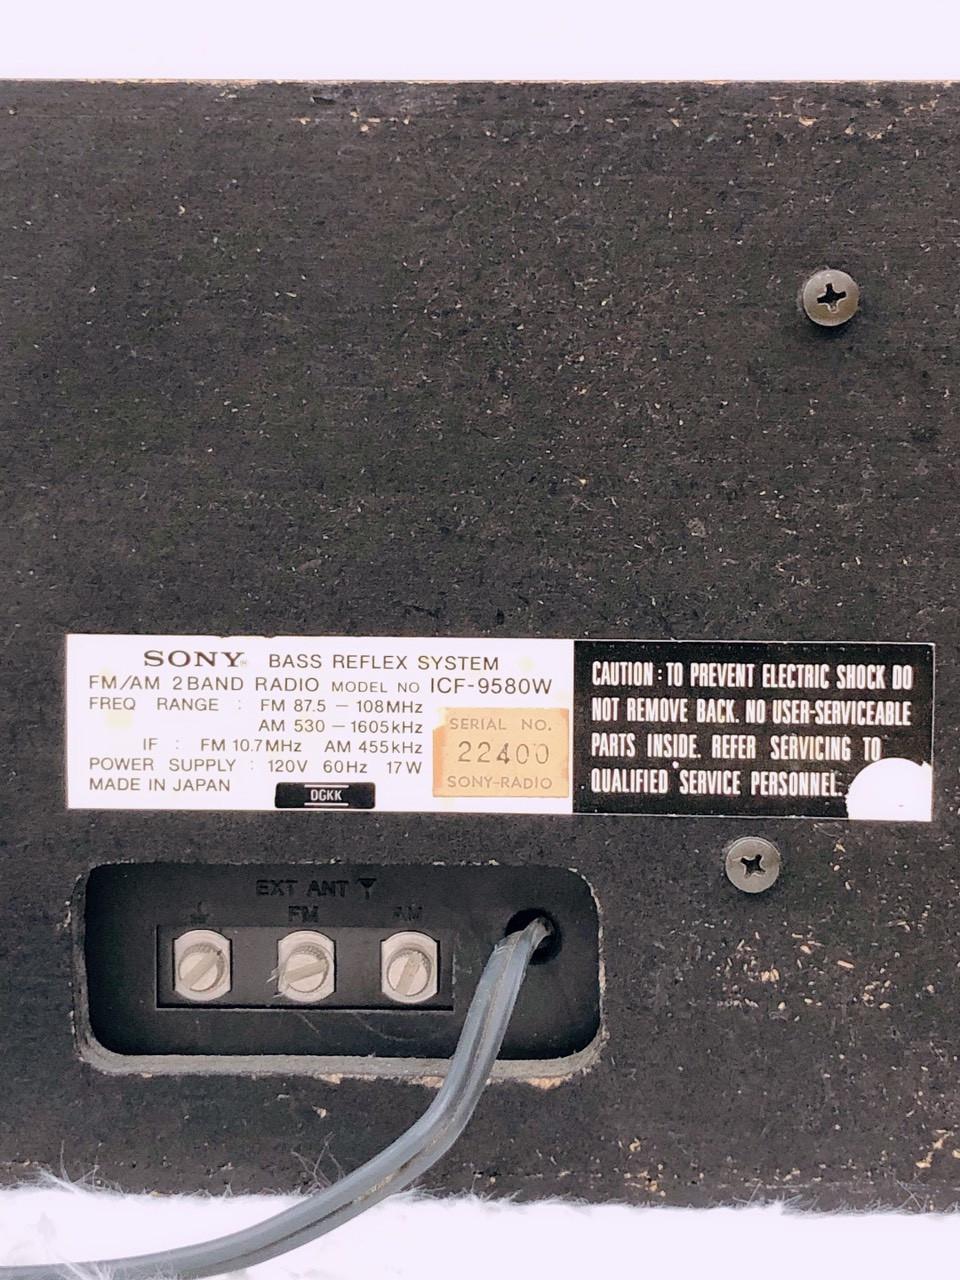 SONY® BASS REFLEX SYSTEM
FM/AM 2 BAND RADIO MODEL NO ICF-9580W
FREQ RANGE : FM 87.5 – 108MHz
AM 530 – 1605kHz
IF : FM 10.7MHz AM 455kHz
POWER SUPPLY : 120V 60Hz 17W
MADE IN JAPAN
OGKK
SERIAL NO.
22400
SONY-RADIO
CAUTION : TO PREVENT ELECTRIC SHOCK DO
NOT REMOVE BACK. NO USER-SERVICEABLE
PARTS INSIDE. REFER SERVICING TO
QUALIFIED SERVICE PERSONNEL.
EXT ANT
FM AM